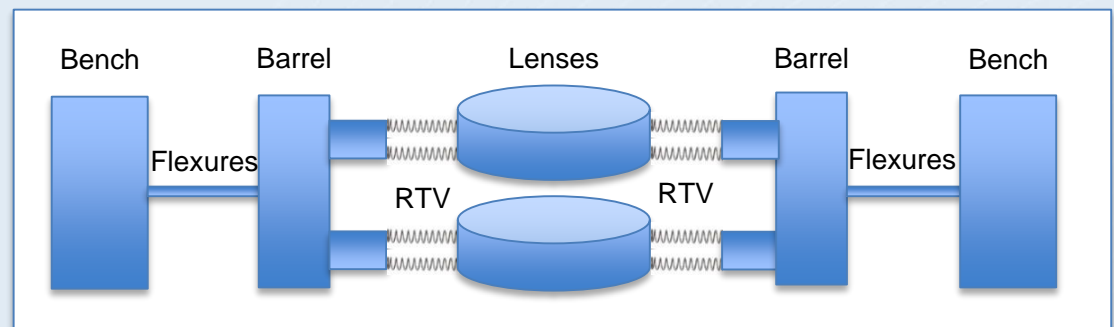 Bench
Barrel
Lenses
Barrel
Bench
Flexures
Flexures
RTV
RTV